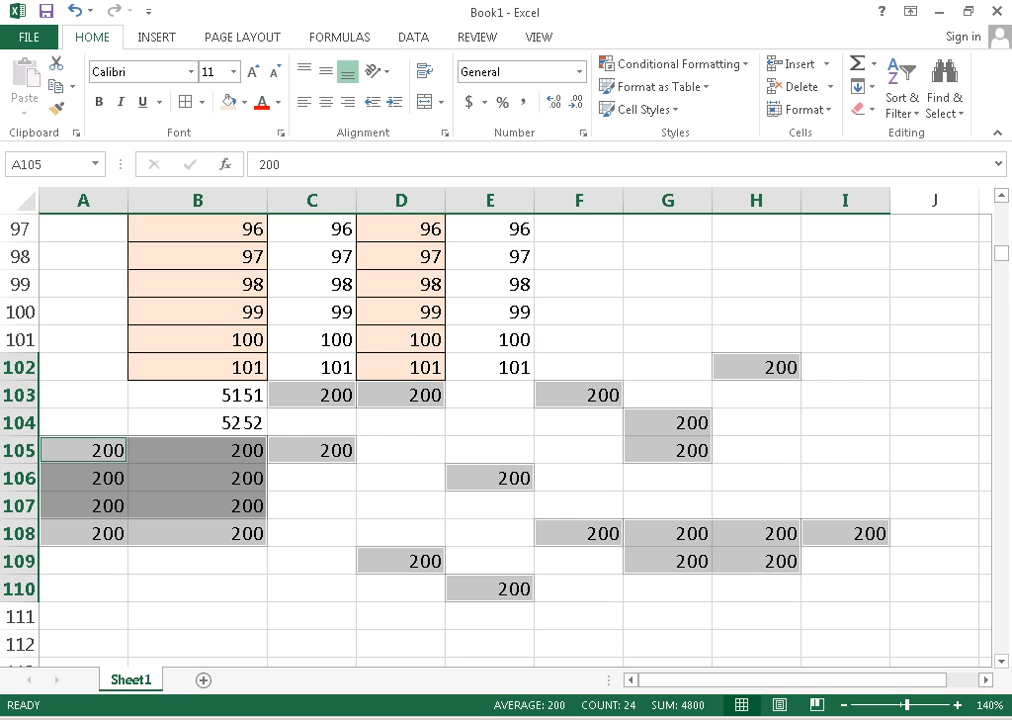 Book1 - Excel
FILE HOME INSERT PAGE LAYOUT FORMULAS DATA REVIEW VIEW Sign in
Calibri 11 General Conditional Formatting Insert
Paste Format as Table Delete Sort & Find &
B I U $ % , Cell Styles Format Filter Select
Clipboard Font Alignment Number Styles Cells Editing
A105 fx 200
A B C D E F G H I J
97 96 96 96 96
98 97 97 97 97
99 98 98 98 98
100 99 99 99 99
101 100 100 100 100
102 101 101 101 101 200
103 5151 200 200 200
104 5252 200
105 200 200 200 200
106 200 200 200
107 200 200
108 200 200 200 200 200 200
109 200 200 200
110 200
111
112
Sheet1
READY AVERAGE: 200 COUNT: 24 SUM: 4800 140%